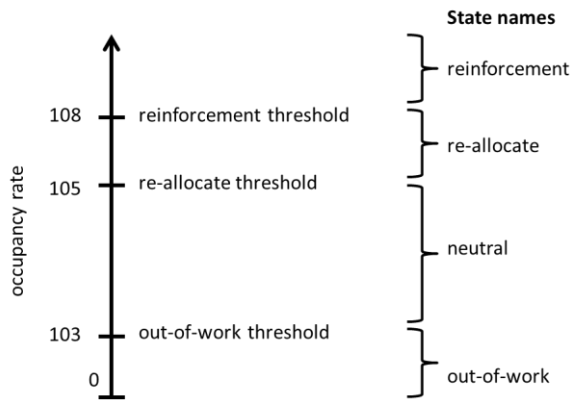 State names
reinforcement
108 reinforcement threshold
re-allocate
105 re-allocate threshold
occupancy rate
neutral
103 out-of-work threshold
0
out-of-work